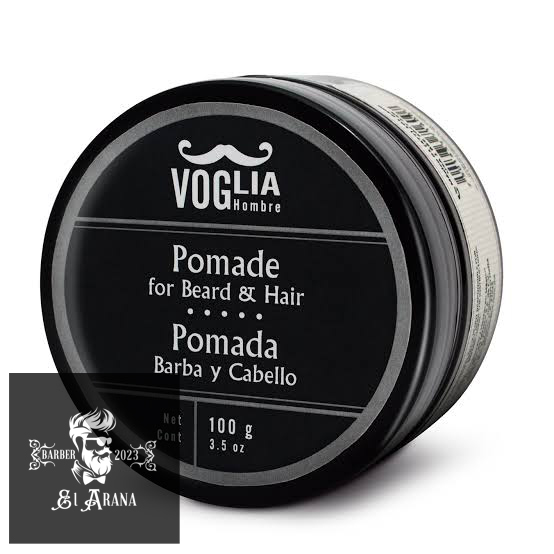 VOGLIA
Hombre
Pomade
for Beard & Hair
Pomada
Barba y Cabello
Net
Cont
100 g
3.5 oz
BARBER 2023
El Arana